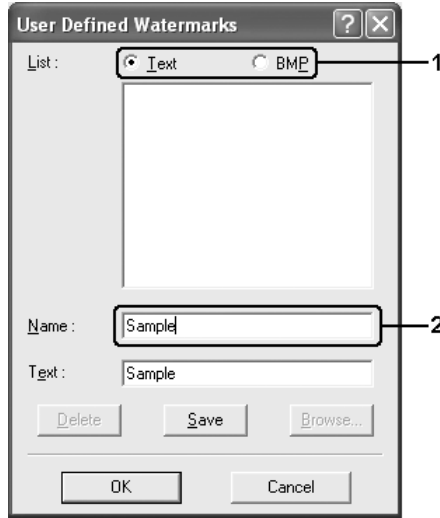 User Defined Watermarks ? X
List : Text BMP 1
Name : Sample 2
Text : Sample
Delete Save Browse...
OK Cancel